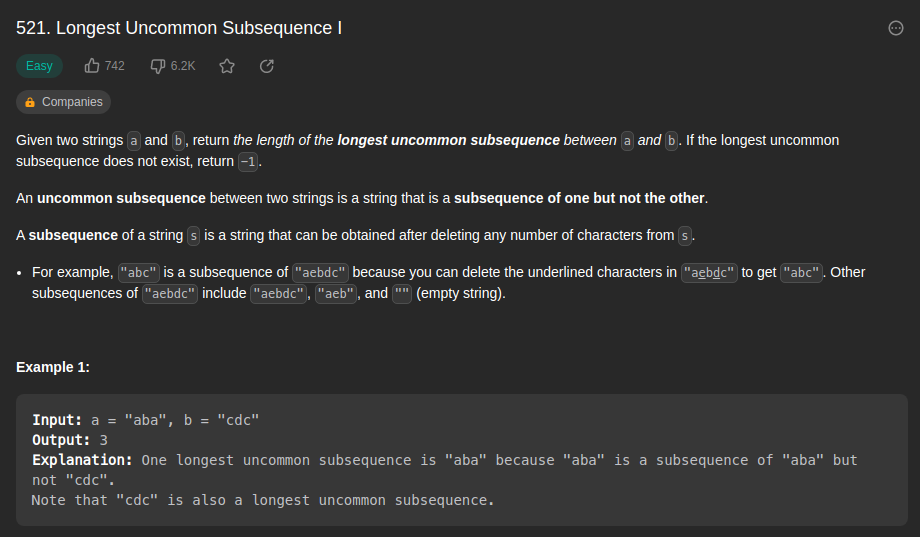 521. Longest Uncommon Subsequence I
Easy 742 6.2K
Companies
Given two strings a and b, return the length of the longest uncommon subsequence between a and b. If the longest uncommon
subsequence does not exist, return -1.
An uncommon subsequence between two strings is a string that is a subsequence of one but not the other.
A subsequence of a string s is a string that can be obtained after deleting any number of characters from s.
• For example, "abc" is a subsequence of "aebdc" because you can delete the underlined characters in "aebdc" to get "abc". Other
subsequences of "aebdc" include "aebdc", "aeb", and "" (empty string).
Example 1:
Input: a = "aba", b = "cdc"
Output: 3
Explanation: One longest uncommon subsequence is "aba" because "aba" is a subsequence of "aba" but
not "cdc".
Note that "cdc" is also a longest uncommon subsequence.